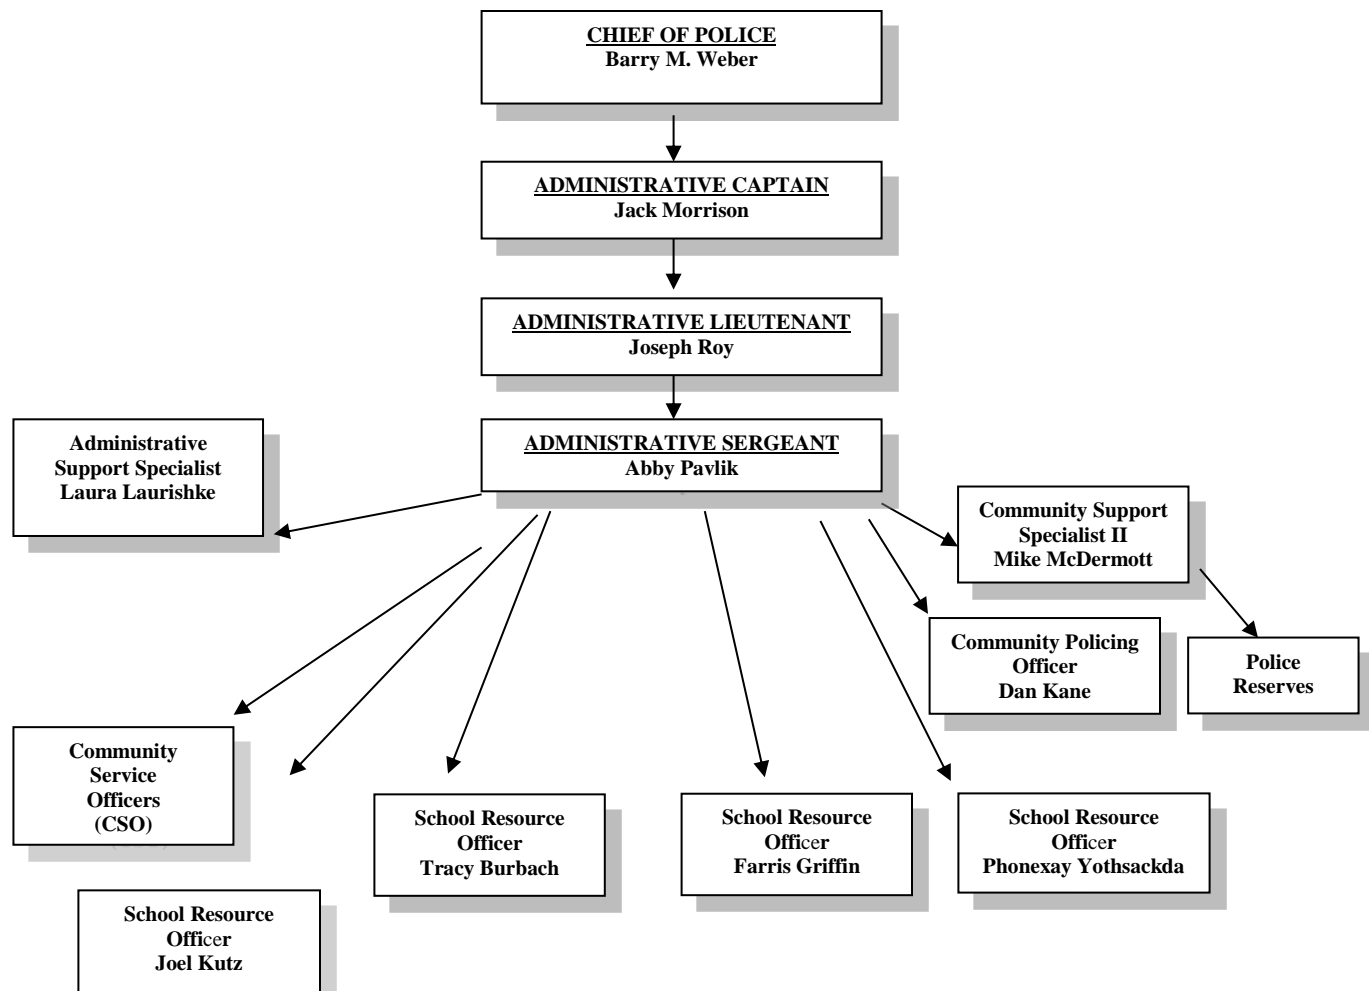 CHIEF OF POLICE
Barry M. Weber
ADMINISTRATIVE CAPTAIN
Jack Morrison
ADMINISTRATIVE LIEUTENANT
Joseph Roy
ADMINISTRATIVE SERGEANT
Abby Pavlik
Administrative
Support Specialist
Laura Laurishke
Community Support
Specialist II
Mike McDermott
Community Policing
Officer
Dan Kane
Police
Reserves
Community
Service
Officers
(CSO)
School Resource
Officer
Tracy Burbach
School Resource
Officer
Farris Griffin
School Resource
Officer
Phonexay Yothsackda
School Resource
Officer
Joel Kutz